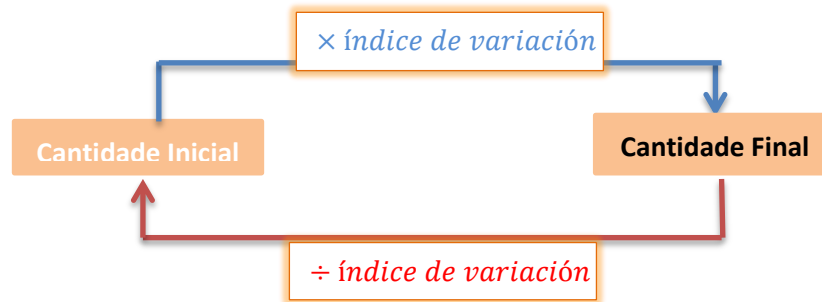 × índice de variación
Cantidade Inicial
Cantidade Final
÷ índice de variación